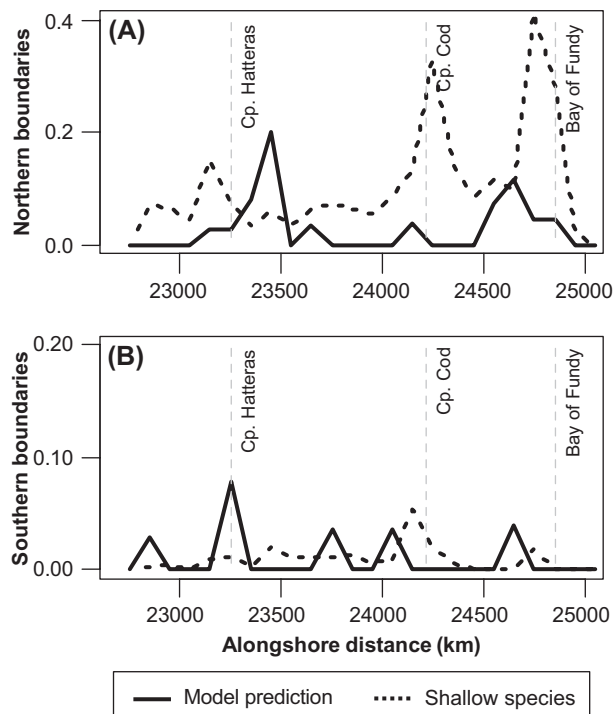 (A)
Northern boundaries
0.4
0.2
0.0
Cp. Hatteras
Cp. Cod
Bay of Fundy
23000 23500 24000 24500 25000
(B)
Southern boundaries
0.20
0.10
0.00
Cp. Hatteras
Cp. Cod
Bay of Fundy
23000 23500 24000 24500 25000
Alongshore distance (km)
Model prediction Shallow species